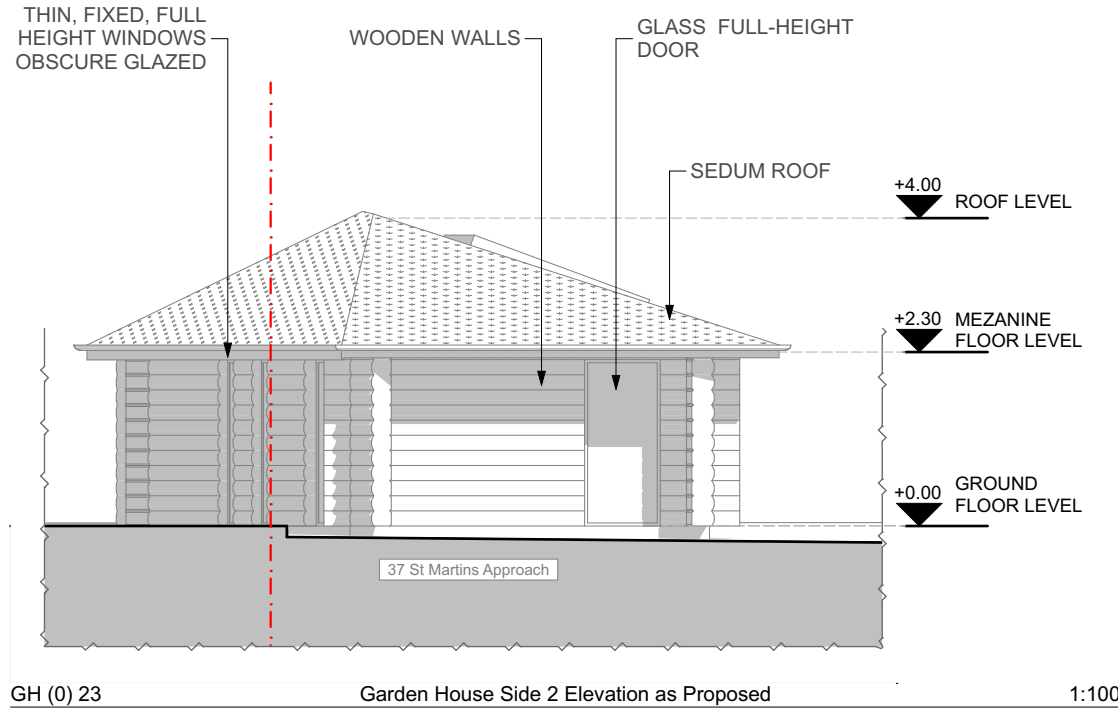 THIN, FIXED, FULL
HEIGHT WINDOWS
OBSCURE GLAZED
WOODEN WALLS
GLASS FULL-HEIGHT
DOOR
SEDUM ROOF
+4.00
ROOF LEVEL
+2.30
MEZANINE
FLOOR LEVEL
+0.00
GROUND
FLOOR LEVEL
37 St Martins Approach
GH (0) 23
Garden House Side 2 Elevation as Proposed
1:100